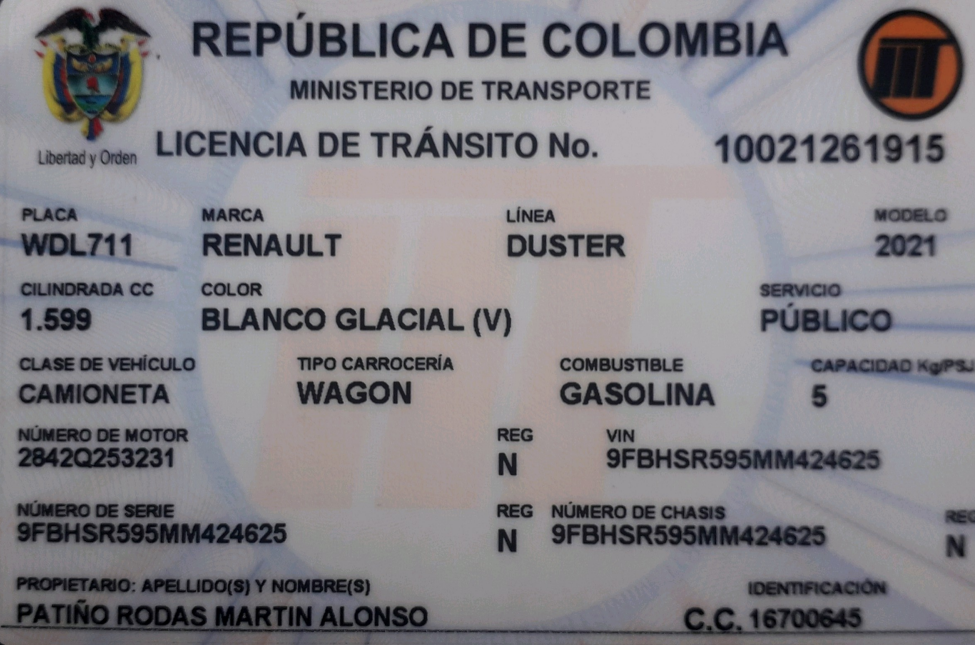 REPÚBLICA DE COLOMBIA
MINISTERIO DE TRANSPORTE
Libertad y Orden
LICENCIA DE TRÁNSITO No. 10021261915
PLACA MARCA LÍNEA MODELO
WDL711 RENAULT DUSTER 2021
CILINDRADA CC COLOR SERVICIO
1.599 BLANCO GLACIAL (V) PÚBLICO
CLASE DE VEHÍCULO TIPO CARROCERÍA COMBUSTIBLE CAPACIDAD Kg/PSJ
CAMIONETA WAGON GASOLINA 5
NÚMERO DE MOTOR REG VIN
2842Q253231 N 9FBHSR595MM424625
NÚMERO DE SERIE REG NÚMERO DE CHASIS REG
9FBHSR595MM424625 N 9FBHSR595MM424625 N
PROPIETARIO: APELLIDO(S) Y NOMBRE(S) IDENTIFICACIÓN
PATIÑO RODAS MARTIN ALONSO C.C. 16700645